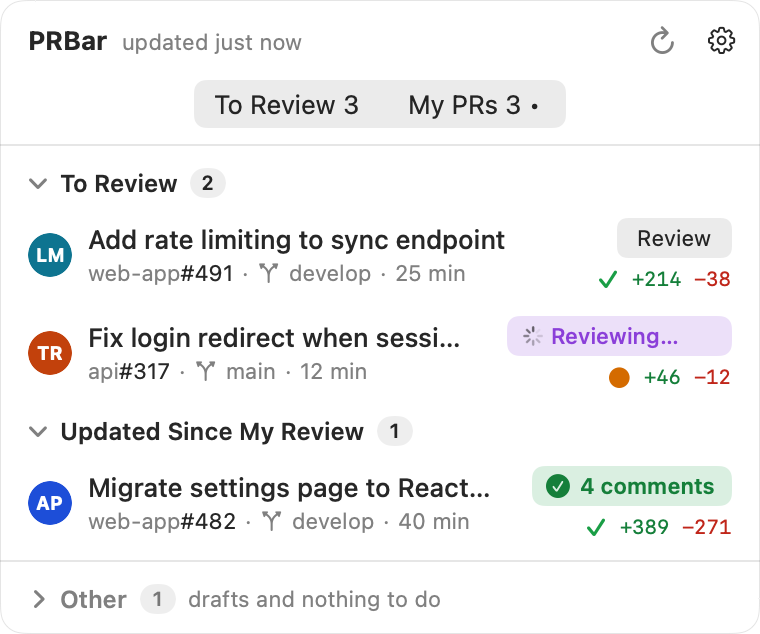 PRBar updated just now
To Review 3 My PRs 3 •
To Review 2
LM
Add rate limiting to sync endpoint
Review
web-app#491 · develop · 25 min
+214 −38
TR
Fix login redirect when sessi...
Reviewing...
api#317 · main · 12 min
+46 −12
Updated Since My Review 1
AP
Migrate settings page to React...
4 comments
web-app#482 · develop · 40 min
+389 −271
Other 1 drafts and nothing to do